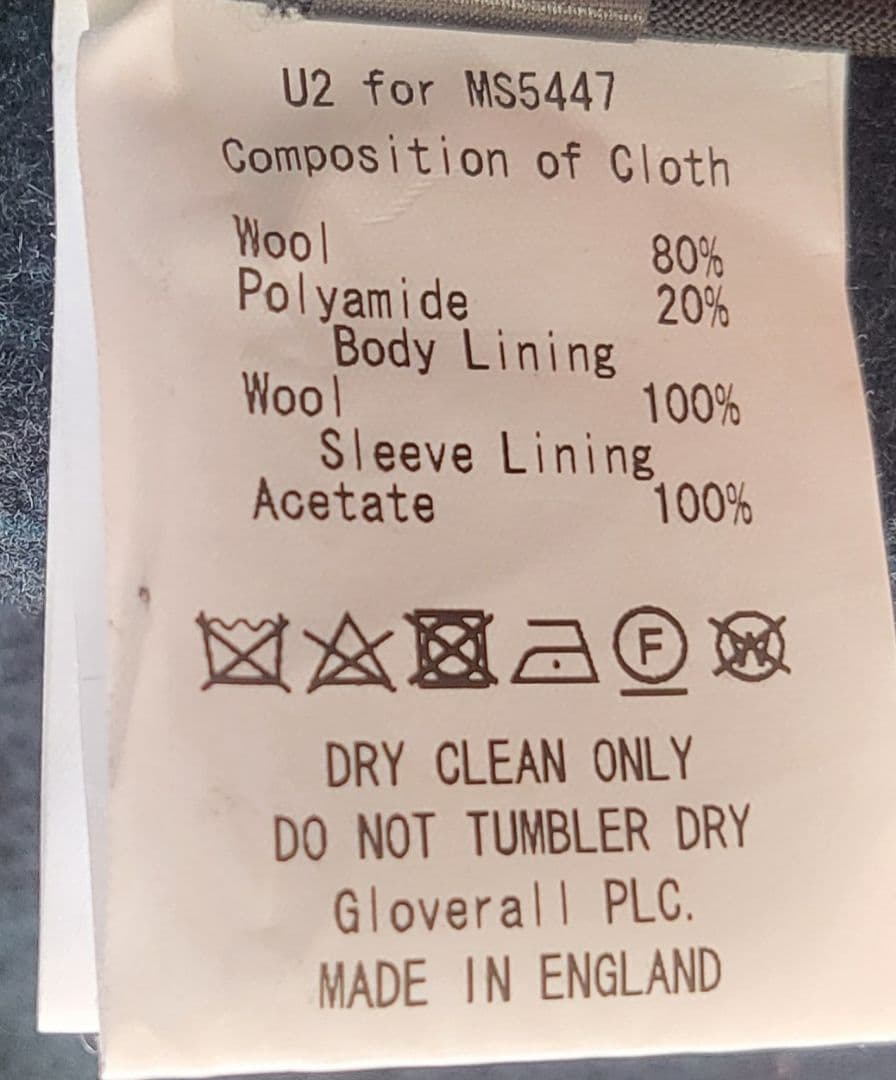 U2 for MS5447
Composition of Cloth
Wool 80%
Polyamide 20%
Body Lining
Wool 100%
Sleeve Lining
Acetate 100%
F W
DRY CLEAN ONLY
DO NOT TUMBLER DRY
Gloverall PLC.
MADE IN ENGLAND